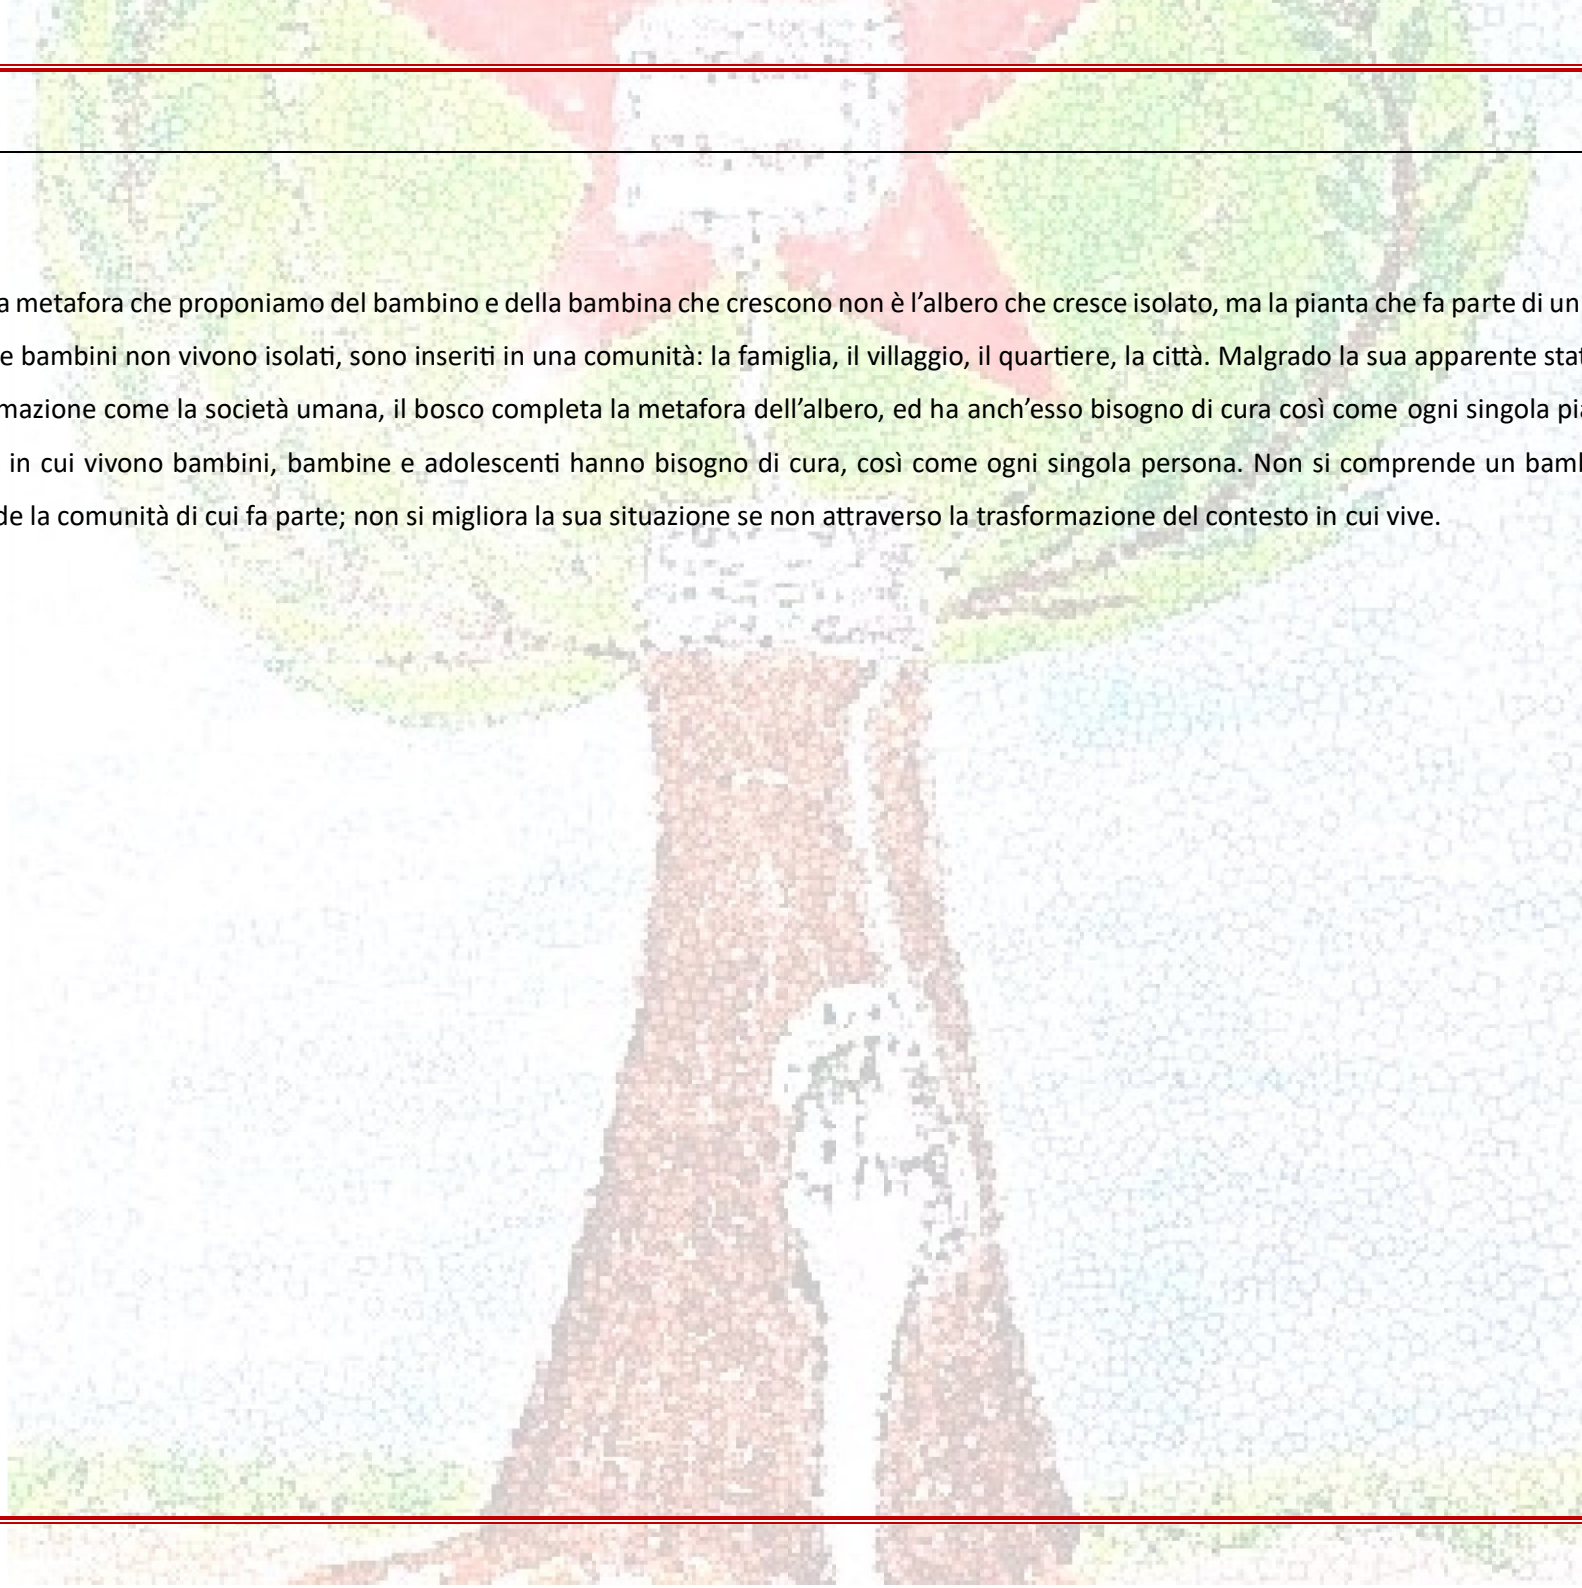 a metafora che proponiamo del bambino e della bambina che crescono non è l’albero che cresce isolato, ma la pianta che fa parte di un
e bambini non vivono isolati, sono inseriti in una comunità: la famiglia, il villaggio, il quartiere, la città. Malgrado la sua apparente stat
mazione come la società umana, il bosco completa la metafora dell’albero, ed ha anch’esso bisogno di cura così come ogni singola pia
in cui vivono bambini, bambine e adolescenti hanno bisogno di cura, così come ogni singola persona. Non si comprende un bam
de la comunità di cui fa parte; non si migliora la sua situazione se non attraverso la trasformazione del contesto in cui vive.